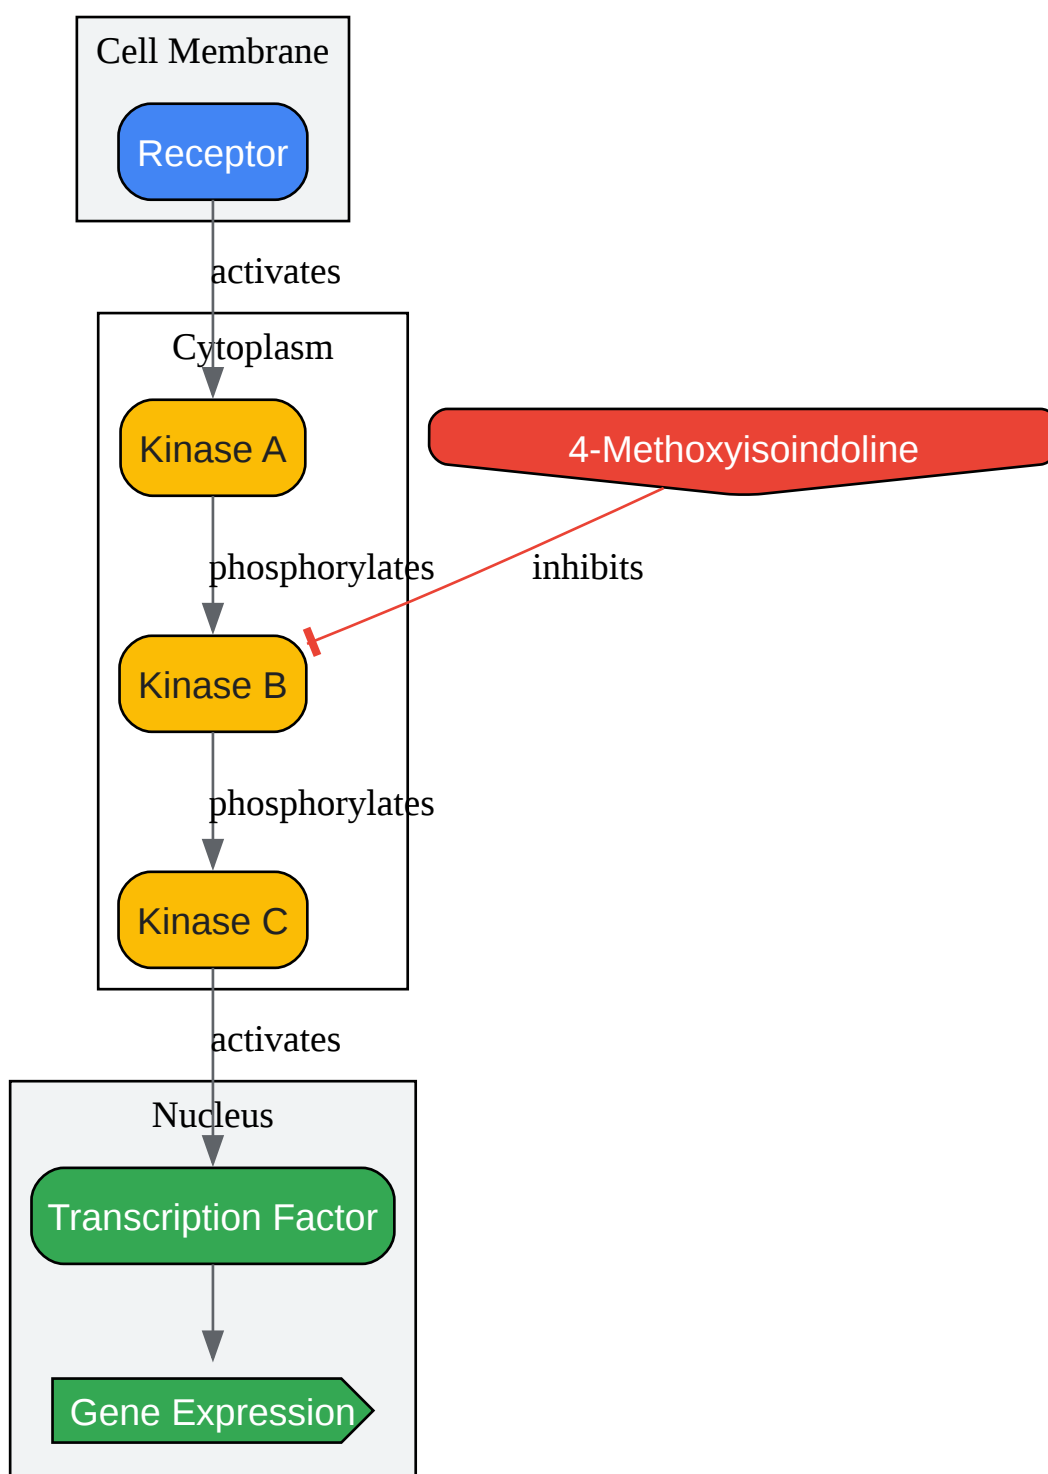 Cell Membrane
Receptor
activates
Cytoplasm
Kinase A
4-Methoxyisoindoline
phosphorylates
inhibits
Kinase B
phosphorylates
Kinase C
activates
Nucleus
Transcription Factor
Gene Expression